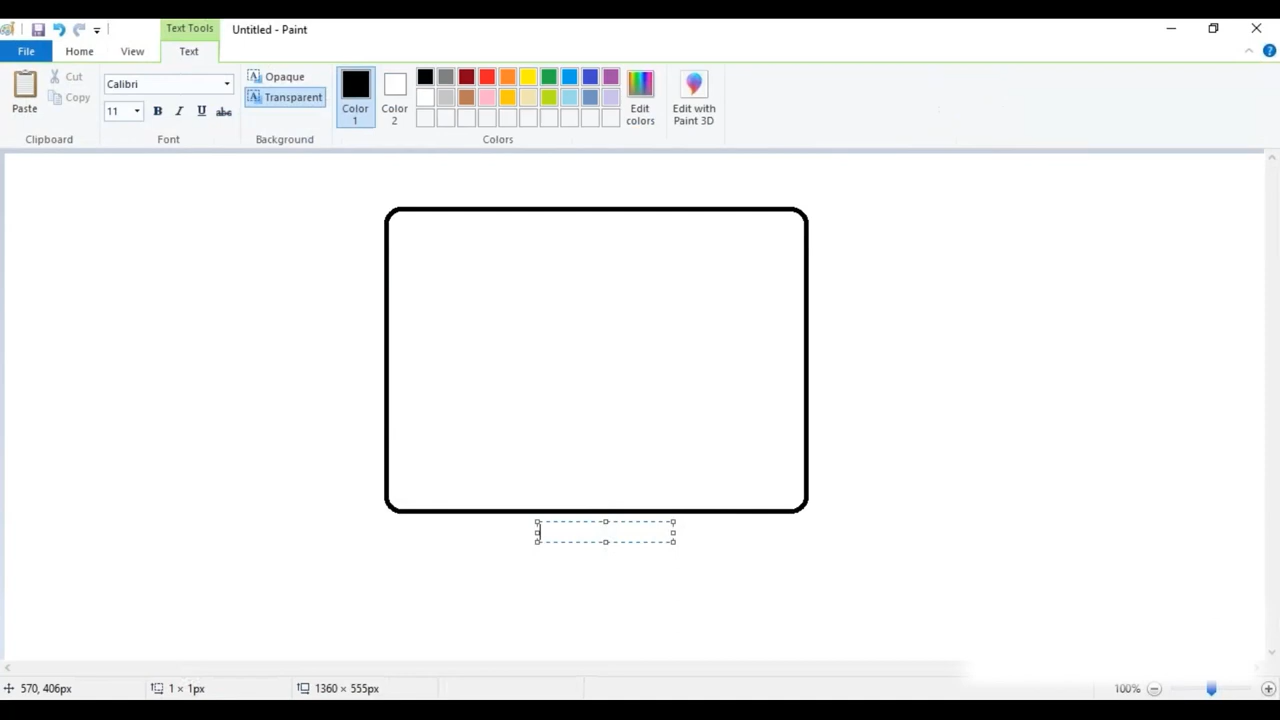 Text Tools
Untitled - Paint
File
Home
View
Text
Paste
Cut
Copy
Clipboard
Calibri
11
B I U abc
Font
Opaque
Transparent
Background
Color 1
Color 2
Edit colors
Colors
Edit with Paint 3D
570, 406px
1 × 1px
1360 × 555px
100%